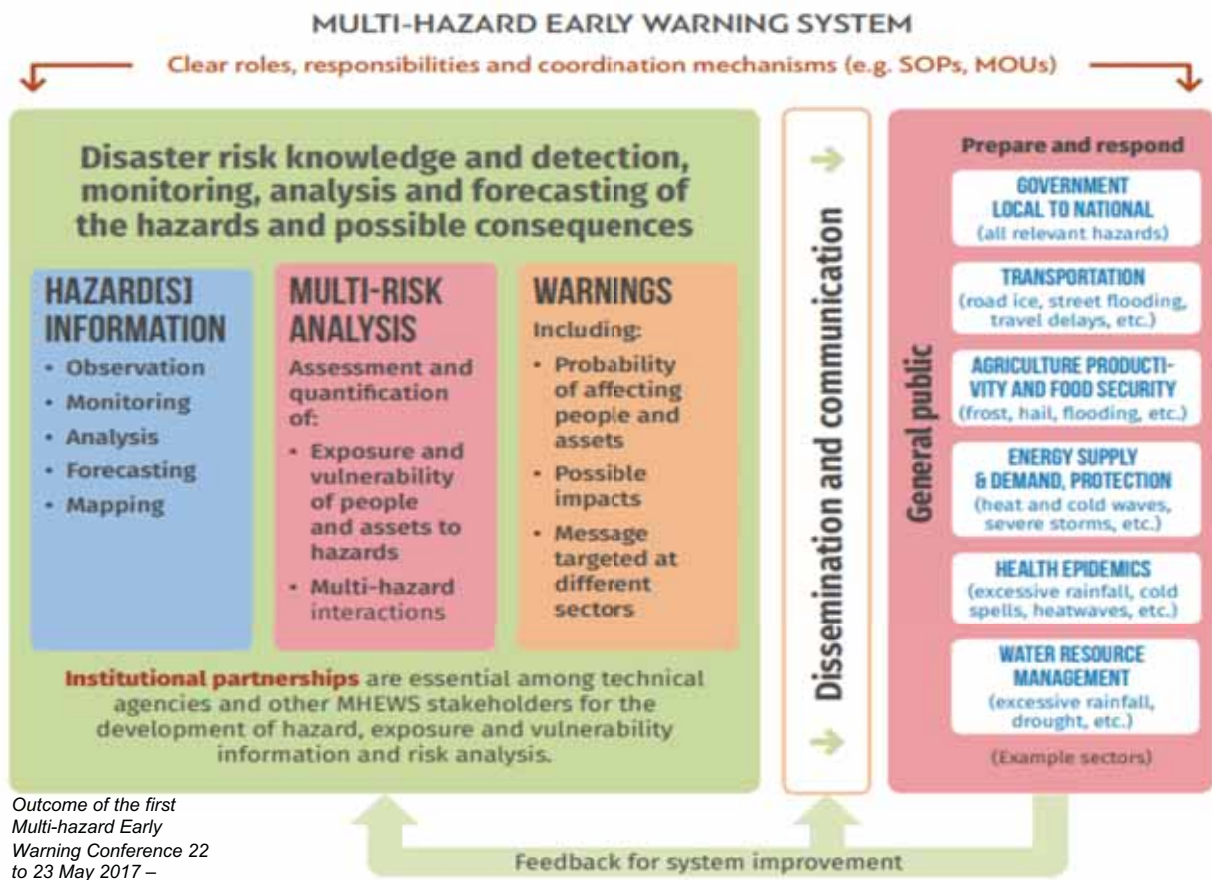 MULTI-HAZARD EARLY WARNING SYSTEM
Clear roles, responsibilities and coordination mechanisms (e.g. SOPs, MOUs)
Disaster risk knowledge and detection,
monitoring, analysis and forecasting of
the hazards and possible consequences
HAZARD[S]
INFORMATION
• Observation
• Monitoring
• Analysis
• Forecasting
• Mapping
MULTI-RISK
ANALYSIS
Assessment and
quantification
of:
• Exposure and
vulnerability
of people
and assets to
hazards
• Multi-hazard
interactions
WARNINGS
Including:
• Probability
of affecting
people and
assets
• Possible
impacts
• Message
targeted at
different
sectors
Institutional partnerships are essential among technical
agencies and other MHEWS stakeholders for the
development of hazard, exposure and vulnerability
information and risk analysis.
Dissemination and communication
General public
Prepare and respond
GOVERNMENT
LOCAL TO NATIONAL
(all relevant hazards)
TRANSPORTATION
(road ice, street flooding,
travel delays, etc.)
AGRICULTURE PRODUCTI-
VITY AND FOOD SECURITY
(frost, hail, flooding, etc.)
ENERGY SUPPLY
& DEMAND, PROTECTION
(heat and cold waves,
severe storms, etc.)
HEALTH EPIDEMICS
(excessive rainfall, cold
spells, heatwaves, etc.)
WATER RESOURCE
MANAGEMENT
(excessive rainfall,
drought, etc.)
(Example sectors)
Outcome of the first
Multi-hazard Early
Warning Conference 22
to 23 May 2017 –
Feedback for system improvement